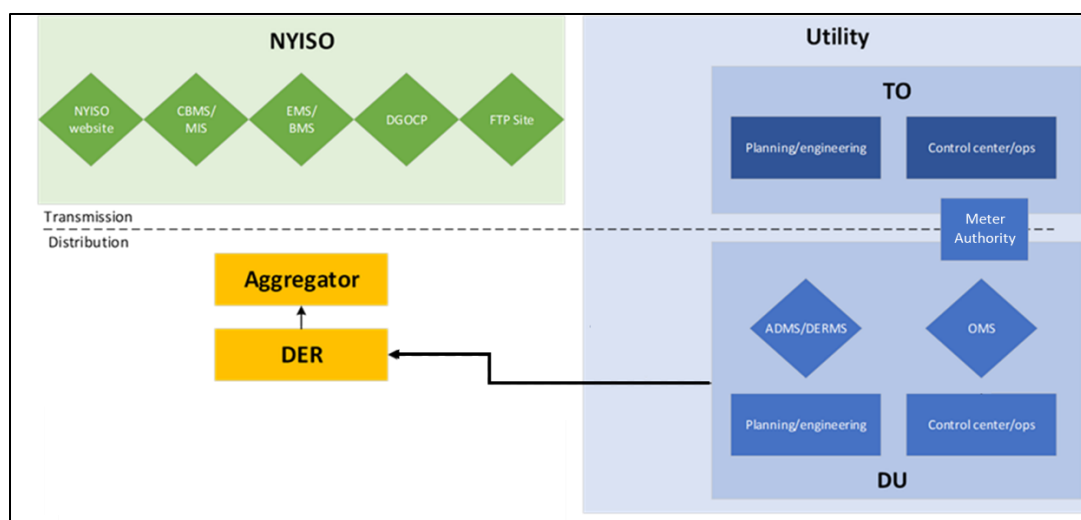 NYISO
Utility
NYISO
website
CBMS/
MIS
EMS/
BMS
DGOCP
FTP Site
TO
Planning/engineering
Control center/ops
Transmission
Distribution
Meter
Authority
Aggregator
DER
ADMS/DERMS
OMS
Planning/engineering
Control center/ops
DU